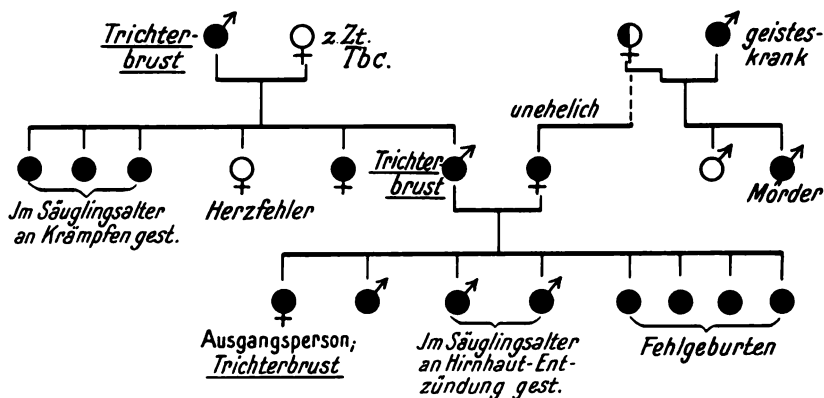 Trichter-
brust
z. Zt.
Tbc.
geistes-
krank
unehelich
Jm Säuglingsalter
an Krämpfen gest.
Herzfehler
Trichter-
brust
Mörder
Ausgangsperson;
Trichterbrust
Jm Säuglingsalter
an Hirnhaut-Ent-
zündung gest.
Fehlgeburten